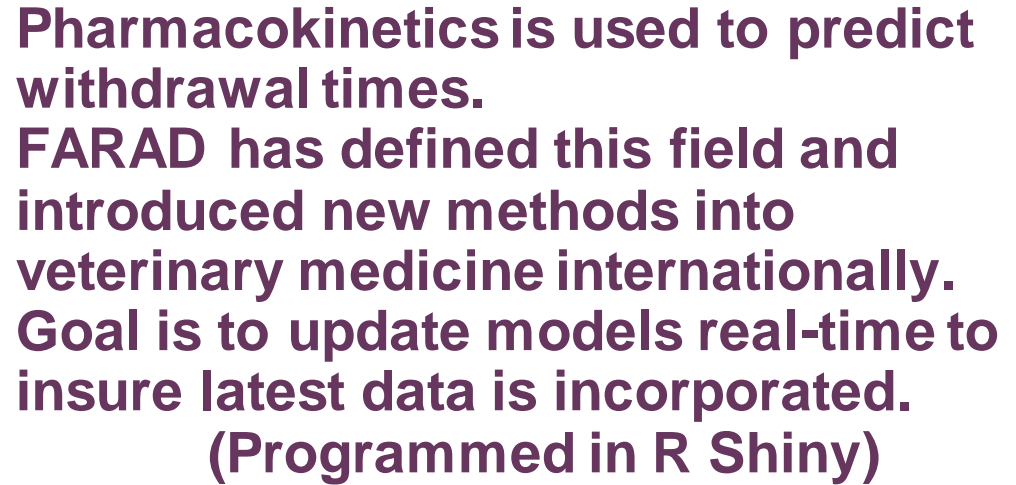 Pharmacokinetics is used to predict
withdrawal times.
FARAD has defined this field and
introduced new methods into
veterinary medicine internationally.
Goal is to update models real-time to
insure latest data is incorporated.
(Programmed in R Shiny)